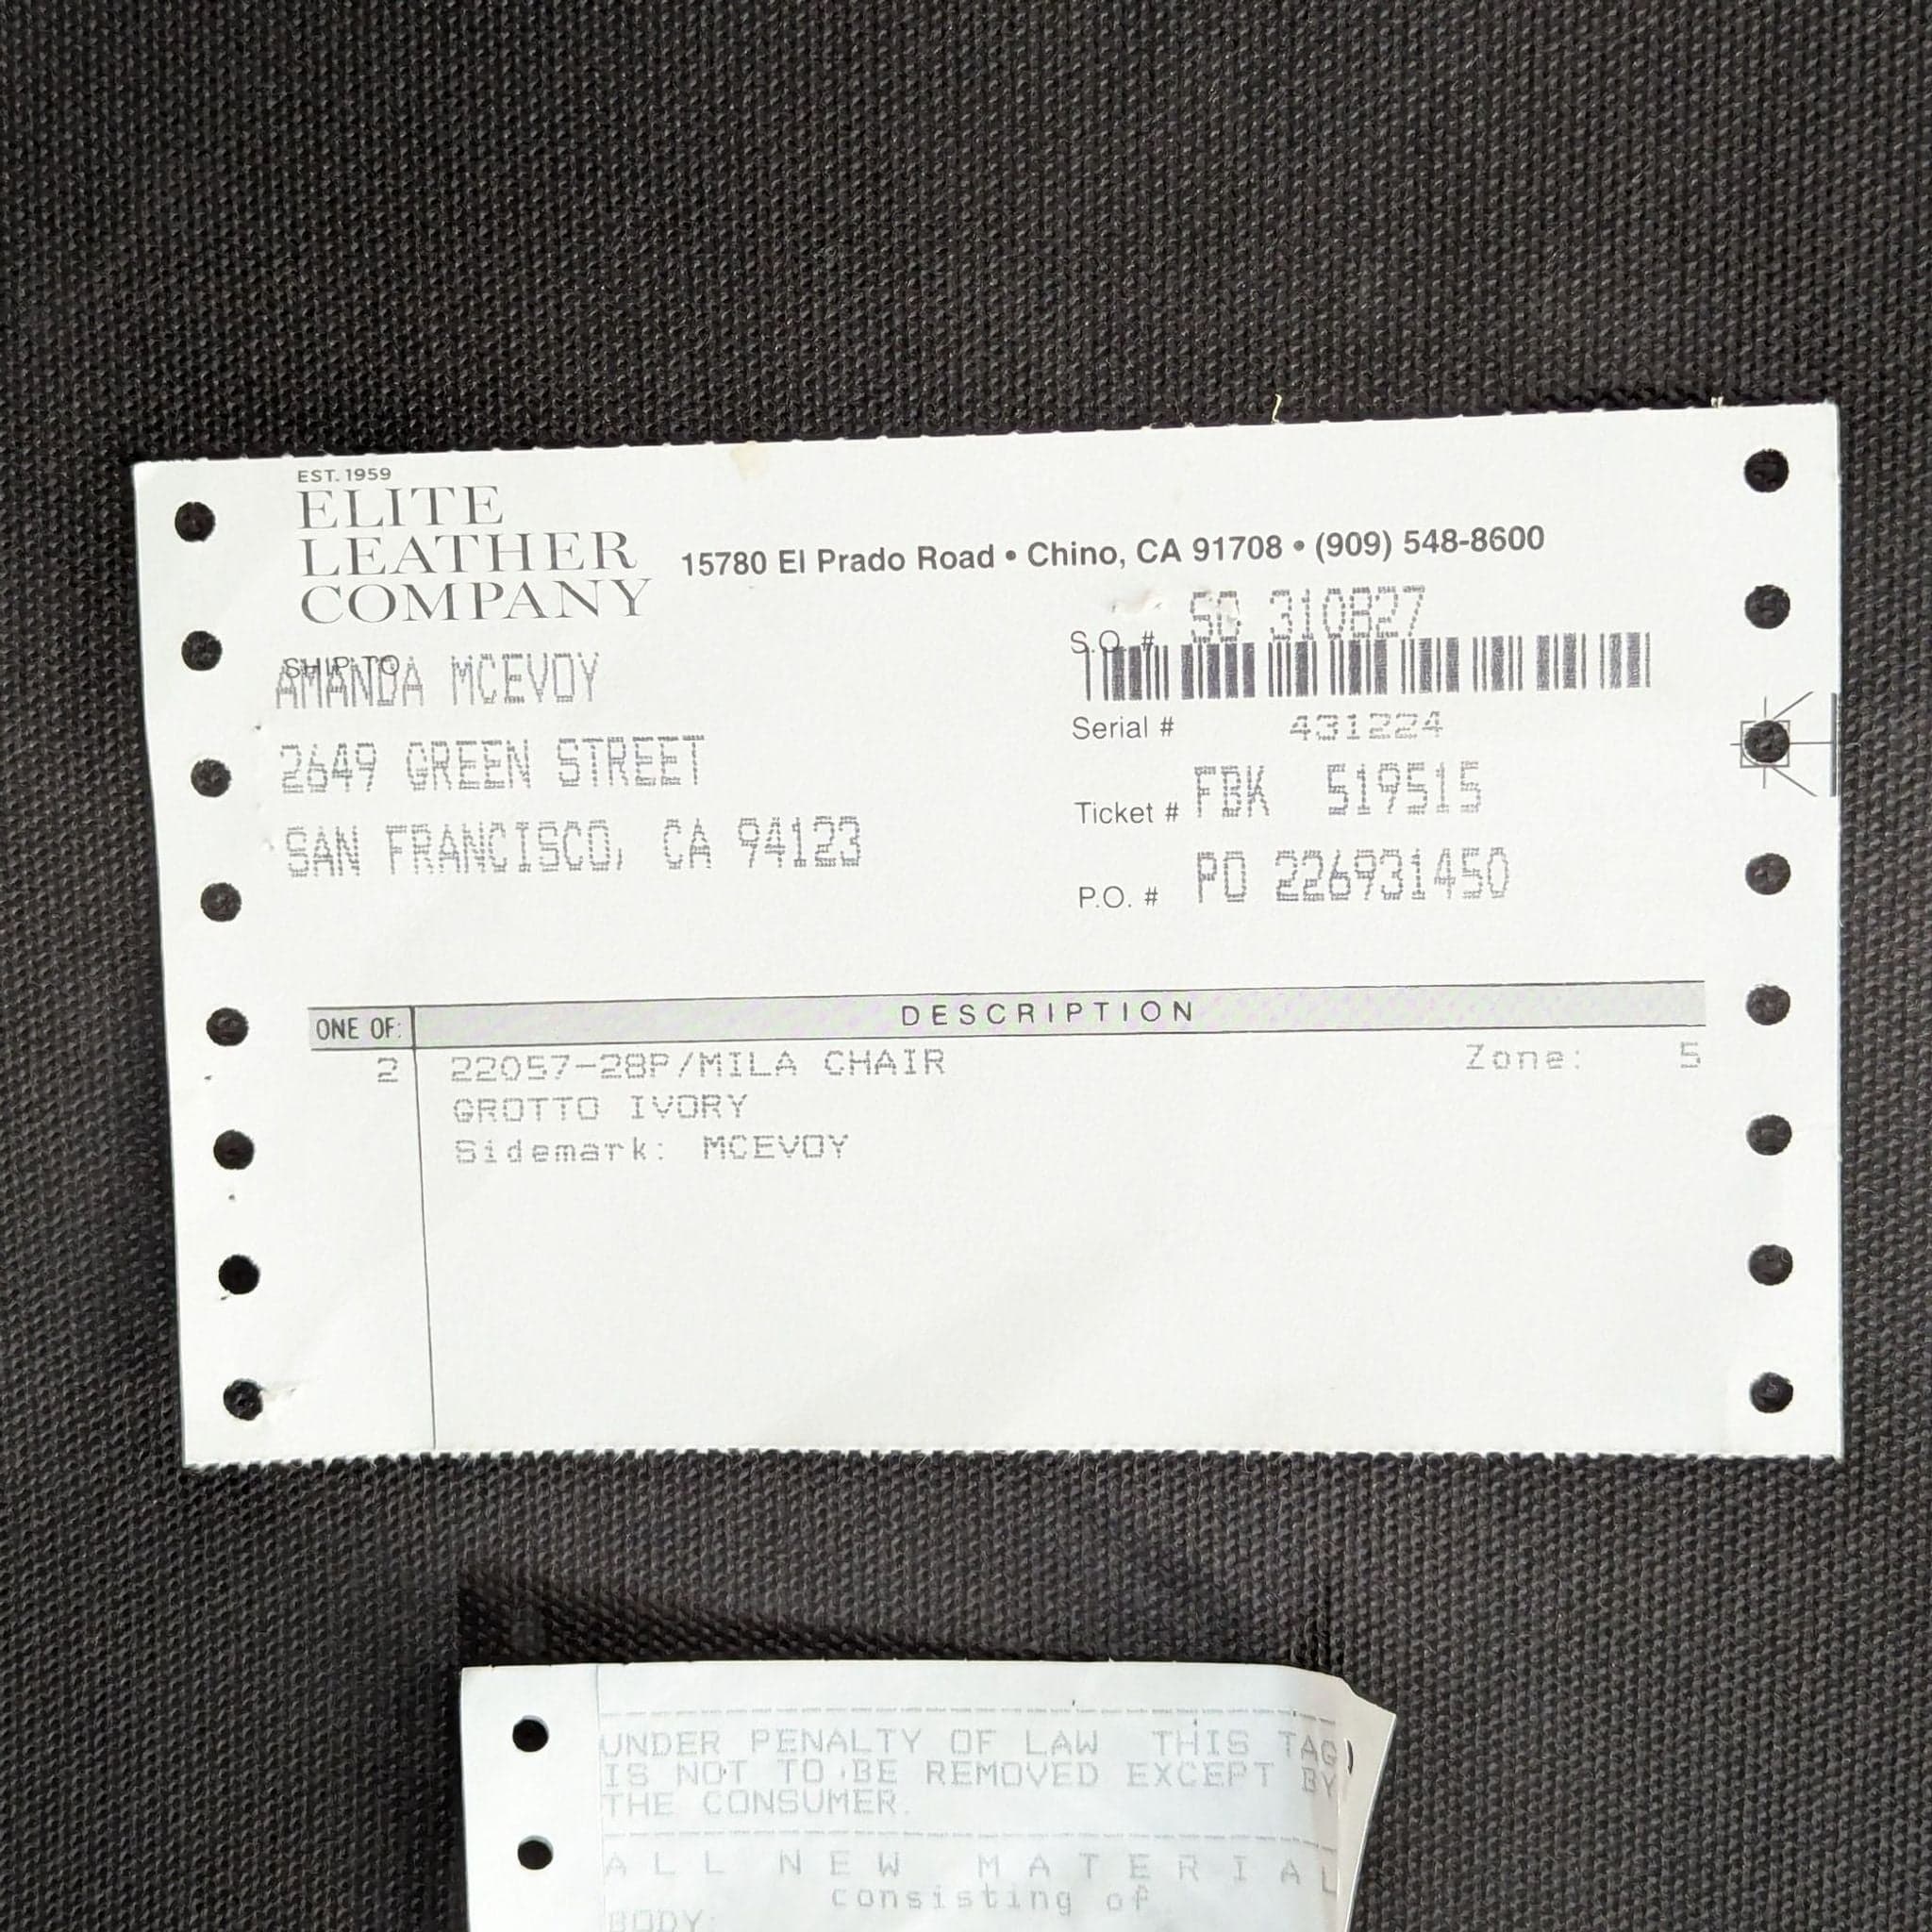 EST. 1959
ELITE
LEATHER
COMPANY
15780 El Prado Road • Chino, CA 91708 • (909) 548-8600
S.O. # SO 310827
SHIP TO
AMANDA MCEVOY
Serial # 431224
2649 GREEN STREET
Ticket # FBK 519515
SAN FRANCISCO, CA 94123
P.O. # PO 226931450
ONE OF: DESCRIPTION
2 22057-28P/MILA CHAIR Zone: 5
GROTTO IVORY
Sidemark: MCEVOY
UNDER PENALTY OF LAW THIS TAG
IS NOT TO BE REMOVED EXCEPT BY
THE CONSUMER.
ALL NEW MATERIAL
consisting of
BODY: